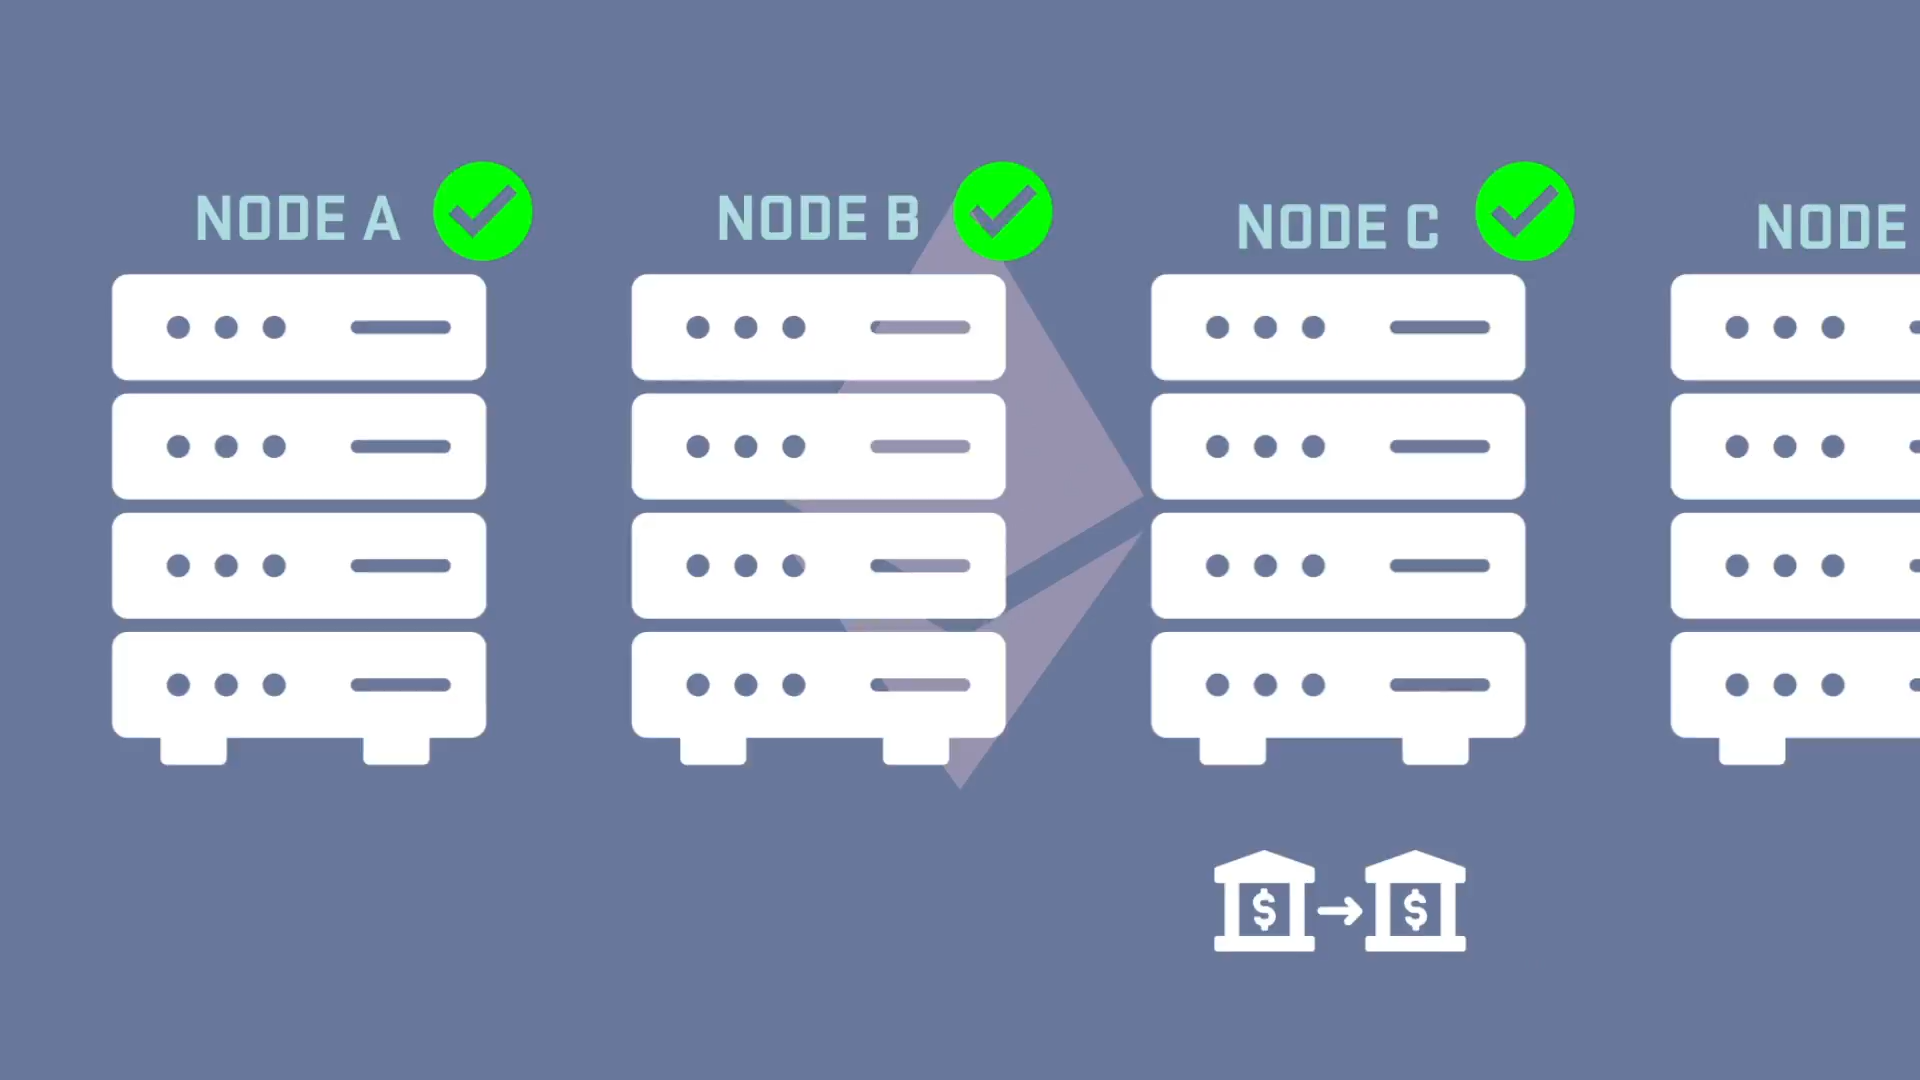 NODE A
NODE B
NODE C
NODE
$
$